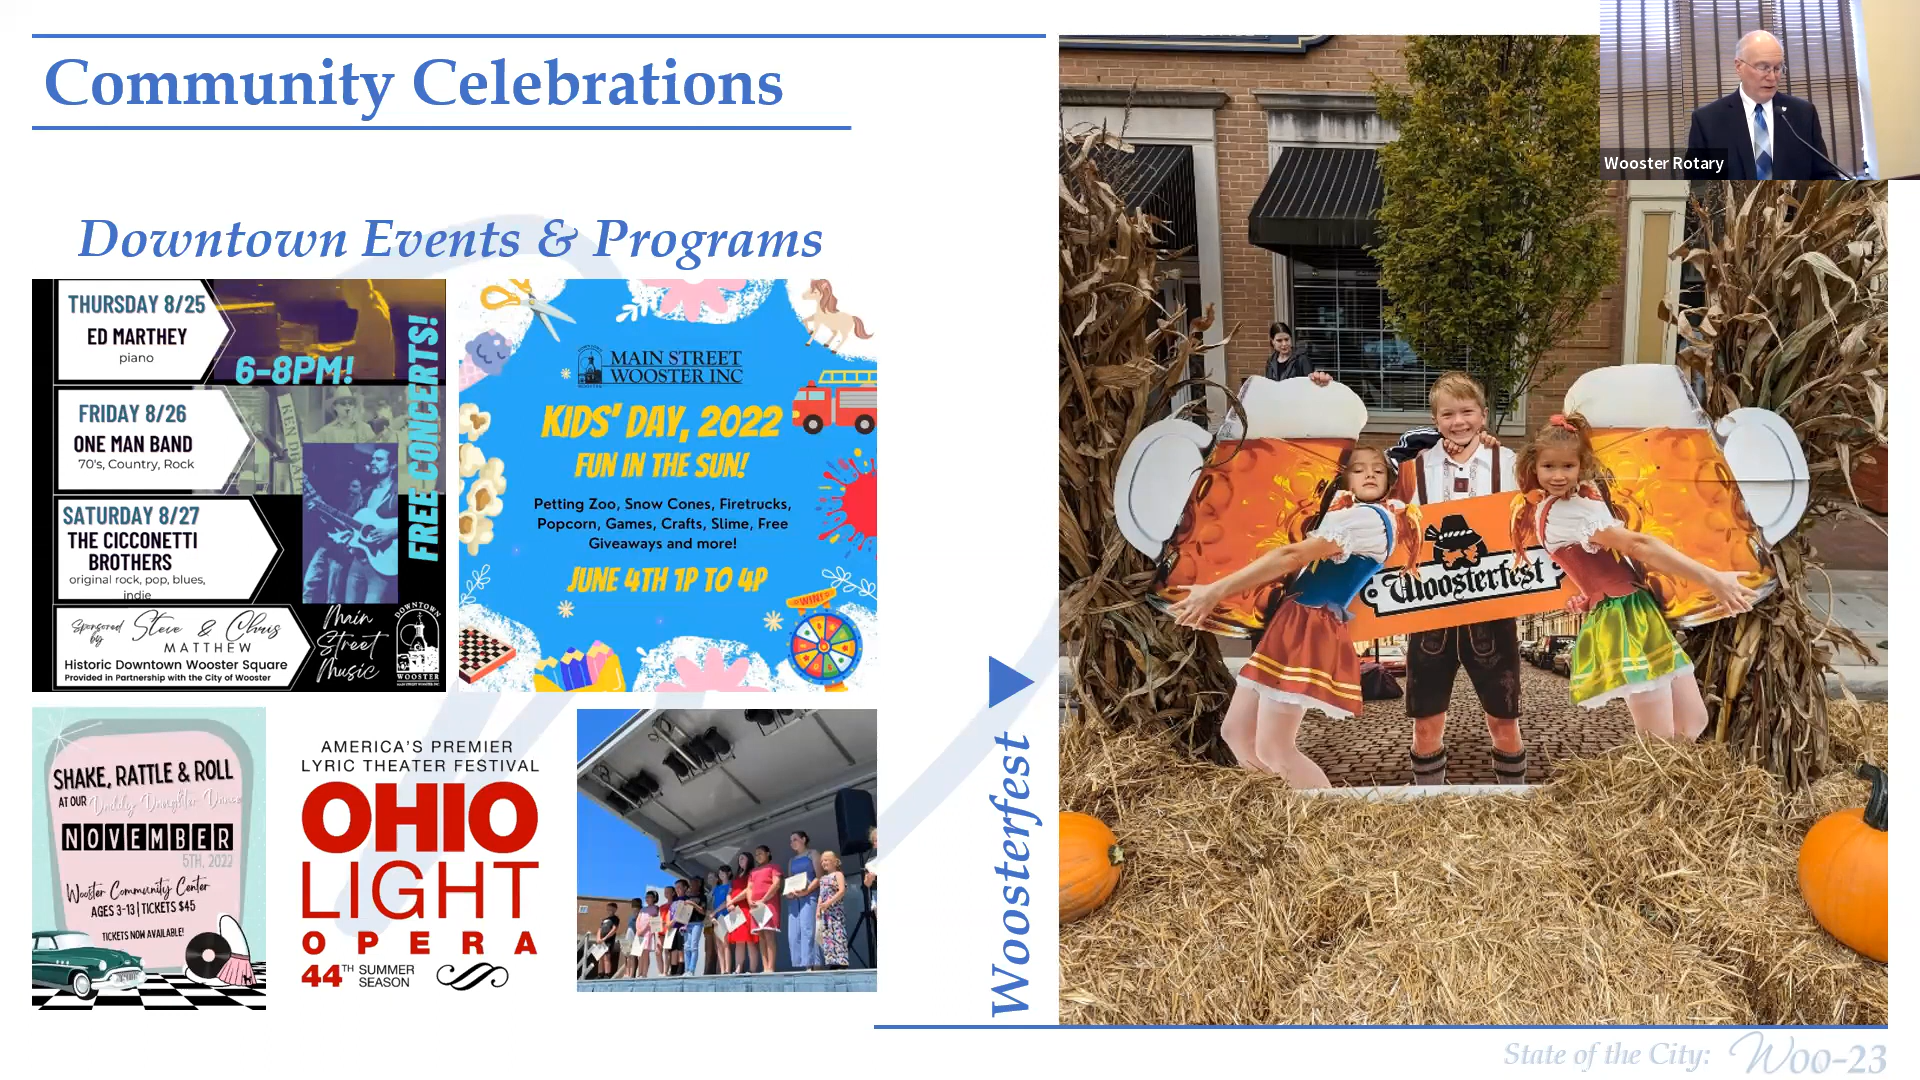 Community Celebrations
Downtown Events & Programs
THURSDAY 8/25
ED MARTHEY
piano
6-8PM!
FREE CONCERTS!
FRIDAY 8/26
ONE MAN BAND
70's, Country, Rock
SATURDAY 8/27
THE CICCONETTI
BROTHERS
original rock, pop, blues,
indie
Sponsored
by
Steve & Chris
MATTHEW
Historic Downtown Wooster Square
Provided in Partnership with the City of Wooster
Main
Street
Music
DOWNTOWN
WOOSTER
MAIN STREET
WOOSTER INC
KIDS' DAY, 2022
FUN IN THE SUN!
Petting Zoo, Snow Cones, Firetrucks,
Popcorn, Games, Crafts, Slime, Free
Giveaways and more!
JUNE 4TH 1P TO 4P
WIN!
SHAKE, RATTLE & ROLL
AT OUR Daddy Daughter Dance
NOVEMBER
5TH, 2022
Wooster Community Center
AGES 3-13 | TICKETS $45
TICKETS NOW AVAILABLE!
AMERICA'S PREMIER
LYRIC THEATER FESTIVAL
OHIO
LIGHT
OPERA
44TH SUMMER
SEASON
Woosterfest
Woosterfest
Wooster Rotary
State of the City: Woo-23